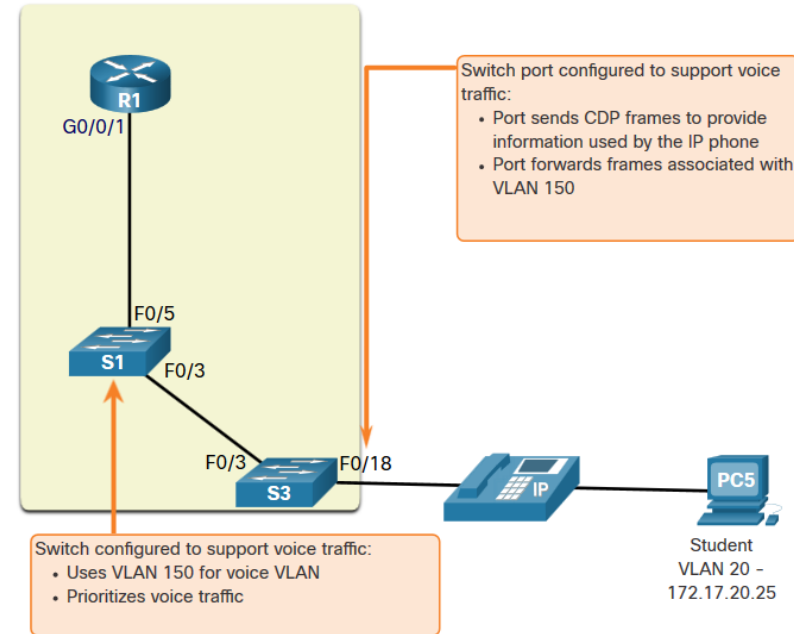 R1
G0/0/1
Switch port configured to support voice
traffic:
• Port sends CDP frames to provide
information used by the IP phone
• Port forwards frames associated with
VLAN 150
F0/5
S1
F0/3
F0/3
S3
F0/18
IP
PC5
Student
VLAN 20 -
172.17.20.25
Switch configured to support voice traffic:
• Uses VLAN 150 for voice VLAN
• Prioritizes voice traffic